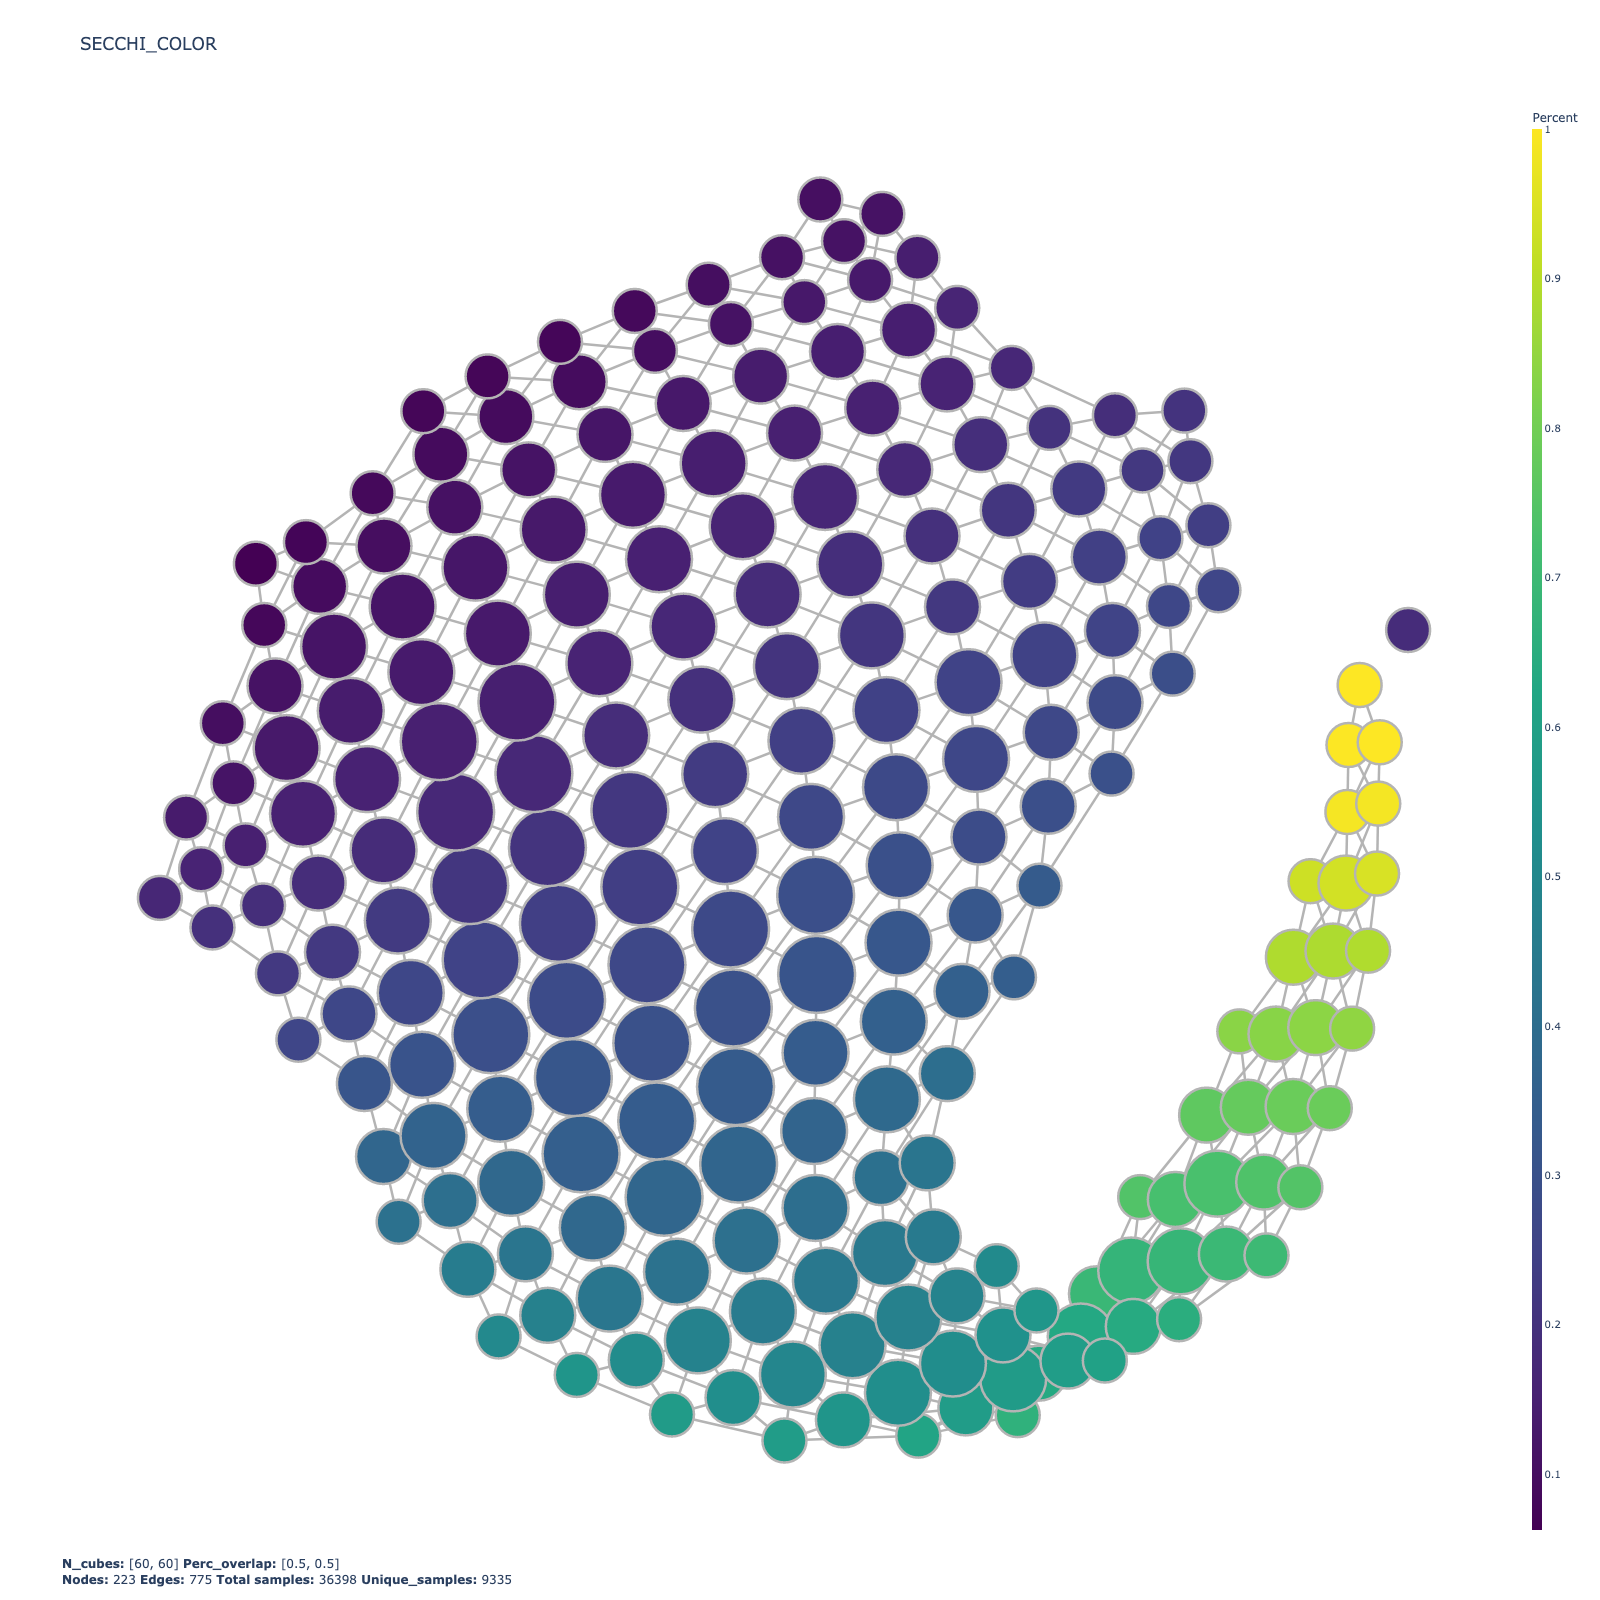 SECCHI_COLOR
Percent
1
0.9
0.8
0.7
0.6
0.5
0.4
0.3
0.2
0.1
N_cubes: [60, 60] Perc_overlap: [0.5, 0.5]
Nodes: 223 Edges: 775 Total samples: 36398 Unique_samples: 9335